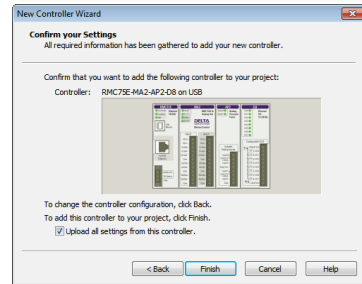 New Controller Wizard
Confirm your Settings
All required information has been gathered to add your new controller.
Confirm that you want to add the following controller to your project:
Controller: RMC75E-MA2-AP2-D8 on USB
DELTA
To change the controller configuration, click Back.
To add this controller to your project, click Finish.
Upload all settings from this controller.
< Back Finish Cancel Help